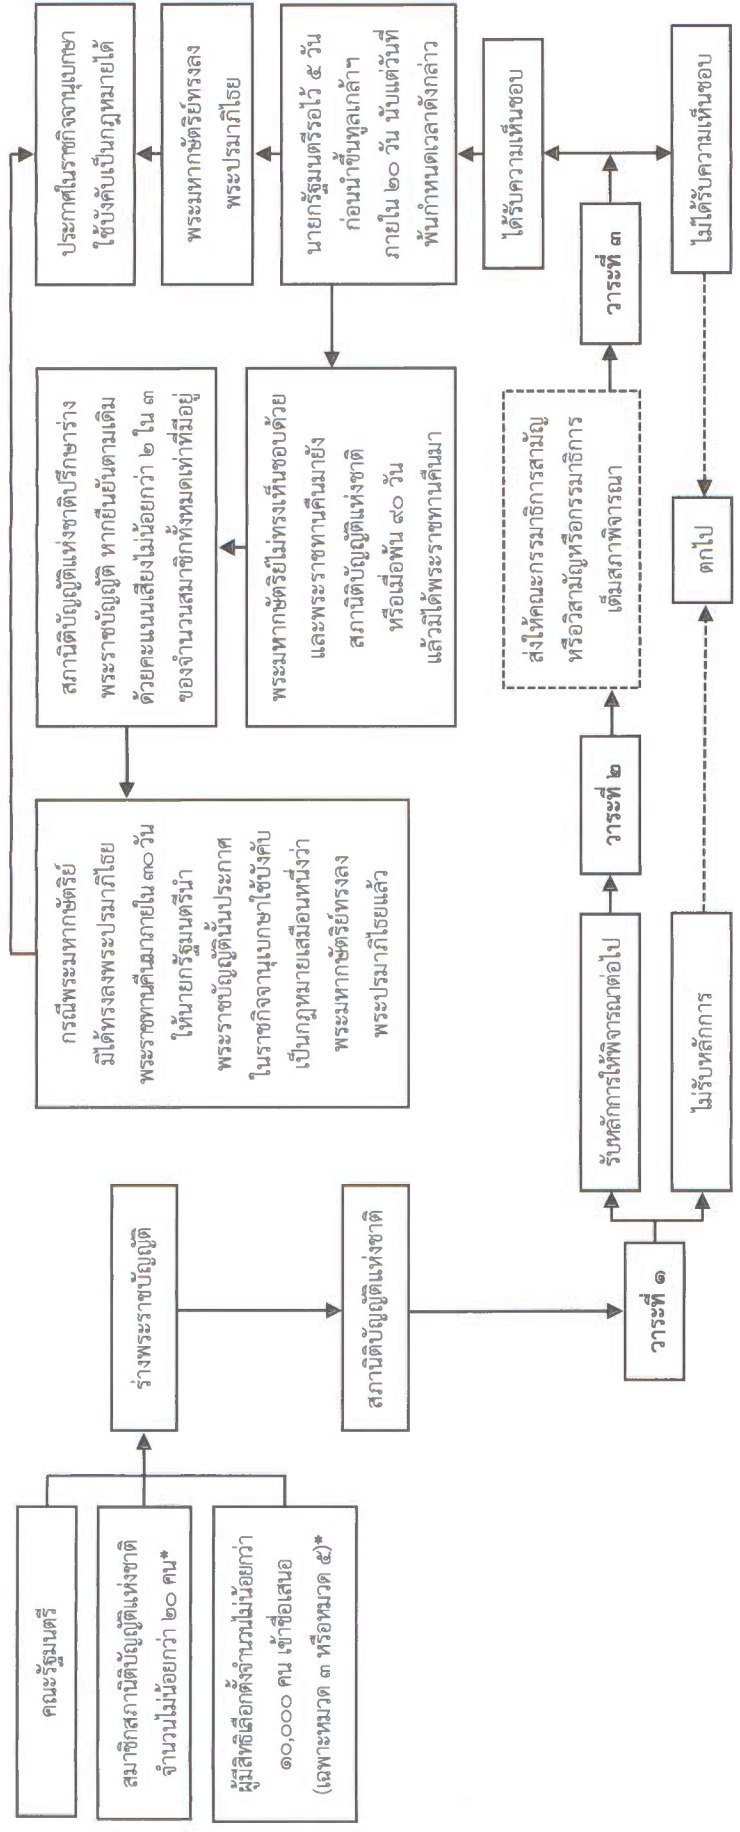 คณะรัฐมนตรี
สมาชิกสภานิติบัญญัติแห่งชาติ
จำนวนไม่น้อยกว่า ๒๐ คน*
ผู้มีสิทธิเลือกตั้งจำนวนไม่น้อยกว่า
๑๐,๐๐๐ คน เข้าชื่อเสนอ
(เฉพาะหมวด ๓ หรือหมวด ๕)*
ร่างพระราชบัญญัติ
สภานิติบัญญัติแห่งชาติ
วาระที่ ๑
รับหลักการให้พิจารณาต่อไป
ไม่รับหลักการ
วาระที่ ๒
ส่งให้คณะกรรมาธิการสามัญ
หรือวิสามัญหรือกรรมาธิการ
เต็มสภาพิจารณา
ตกไป
วาระที่ ๓
ได้รับความเห็นชอบ
ไม่ได้รับความเห็นชอบ
นายกรัฐมนตรีรอไว้ ๕ วัน
ก่อนนำขึ้นทูลเกล้าฯ
ภายใน ๒๐ วัน นับแต่วันที่
พ้นกำหนดเวลาดังกล่าว
พระมหากษัตริย์ทรงลง
พระปรมาภิไธย
ประกาศในราชกิจจานุเบกษา
ใช้บังคับเป็นกฎหมายได้
พระมหากษัตริย์ไม่ทรงเห็นชอบด้วย
และพระราชทานคืนมายัง
สภานิติบัญญัติแห่งชาติ
หรือเมื่อพ้น ๙๐ วัน
แล้วมิได้พระราชทานคืนมา
สภานิติบัญญัติแห่งชาติปรึกษาร่าง
พระราชบัญญัติ หากยืนยันตามเดิม
ด้วยคะแนนเสียงไม่น้อยกว่า ๒ ใน ๓
ของจำนวนสมาชิกทั้งหมดเท่าที่มีอยู่
กรณีพระมหากษัตริย์
มิได้ทรงลงพระปรมาภิไธย
พระราชทานคืนมาภายใน ๓๐ วัน
ให้นายกรัฐมนตรีนำ
พระราชบัญญัตินั้นประกาศ
ในราชกิจจานุเบกษาใช้บังคับ
เป็นกฎหมายเสมือนหนึ่งว่า
พระมหากษัตริย์ทรงลง
พระปรมาภิไธยแล้ว